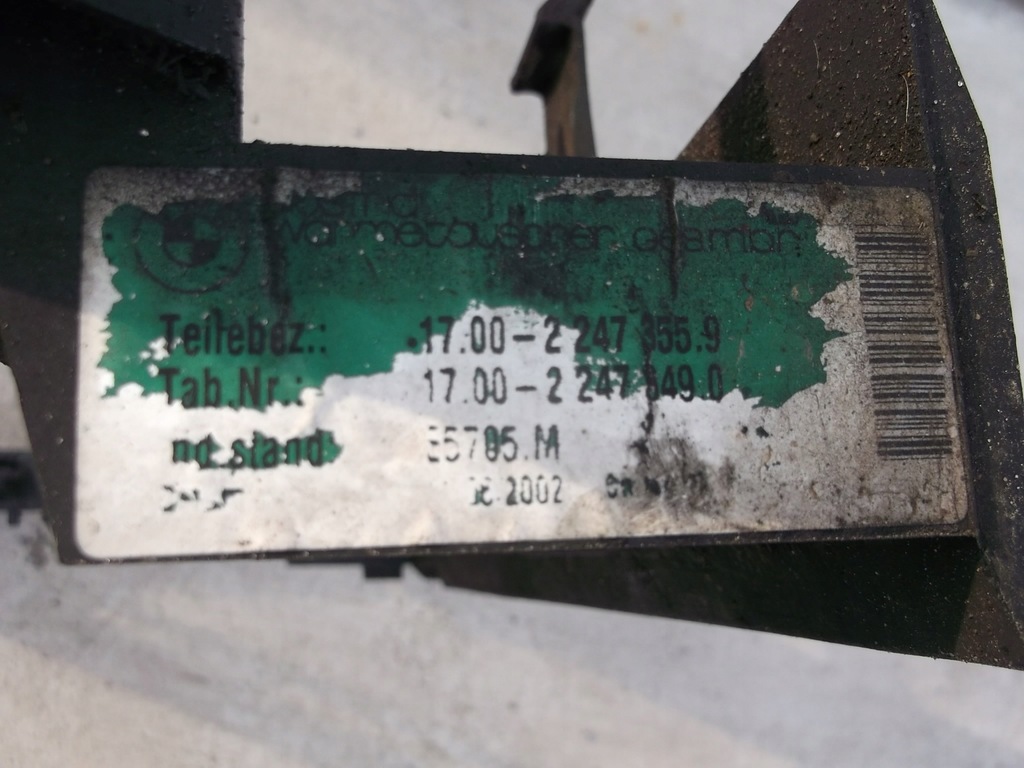 Wärmetauscher Germany
Teilebez.: 17.00-2 247 355.9
Tab.Nr.: 17.00-2 247 349.0
nd.stand: E5705.M
2002